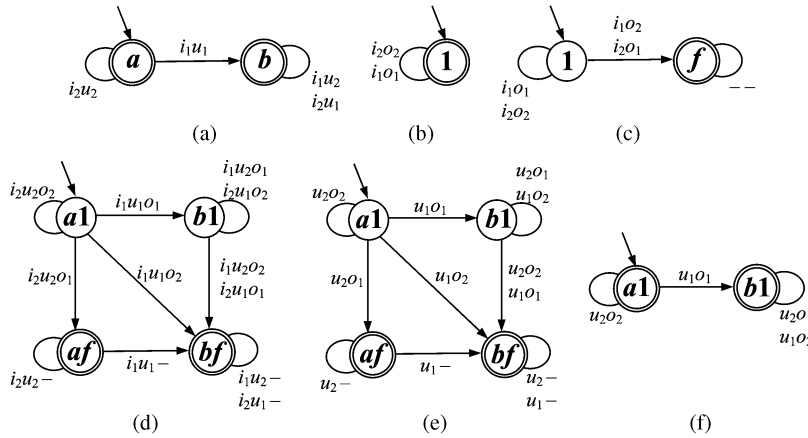 a
i₁u₁
b
i₂u₂
i₁u₂
i₂u₁
(a)
i₂o₂
i₁o₁
1
(b)
1
i₁o₂
i₂o₁
f
i₁o₁
i₂o₂
−−
(c)
i₂u₂o₂
a1
i₁u₁o₁
b1
i₁u₂o₁
i₂u₁o₂
i₂u₂o₁
i₁u₁o₂
i₁u₂o₂
i₂u₁o₁
af
i₁u₁−
bf
i₂u₂−
i₁u₂−
i₂u₁−
(d)
u₂o₂
a1
u₁o₁
b1
u₂o₁
u₁o₂
u₂o₁
u₁o₂
u₂o₂
u₁o₁
af
u₁−
bf
u₂−
u₂−
u₁−
(e)
a1
u₁o₁
b1
u₂o₂
u₂o
u₁o₂
(f)